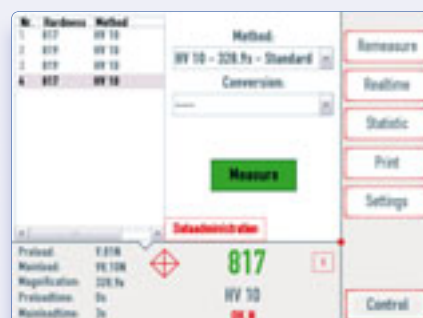 Nr. Hardness Method
1 817 HV 10
2 819 HV 10
3 819 HV 10
4 817 HV 10
Method:
HV 10 - 328.9x - Standard
Conversion:
-----
Measure
Dataadministration
Remeasure
Realtime
Statistic
Print
Settings
Control
Preload:
Mainload: 98.10N
Magnification: 328.9x
Preloadtime: 0s
Mainloadtime:
817
HV 10